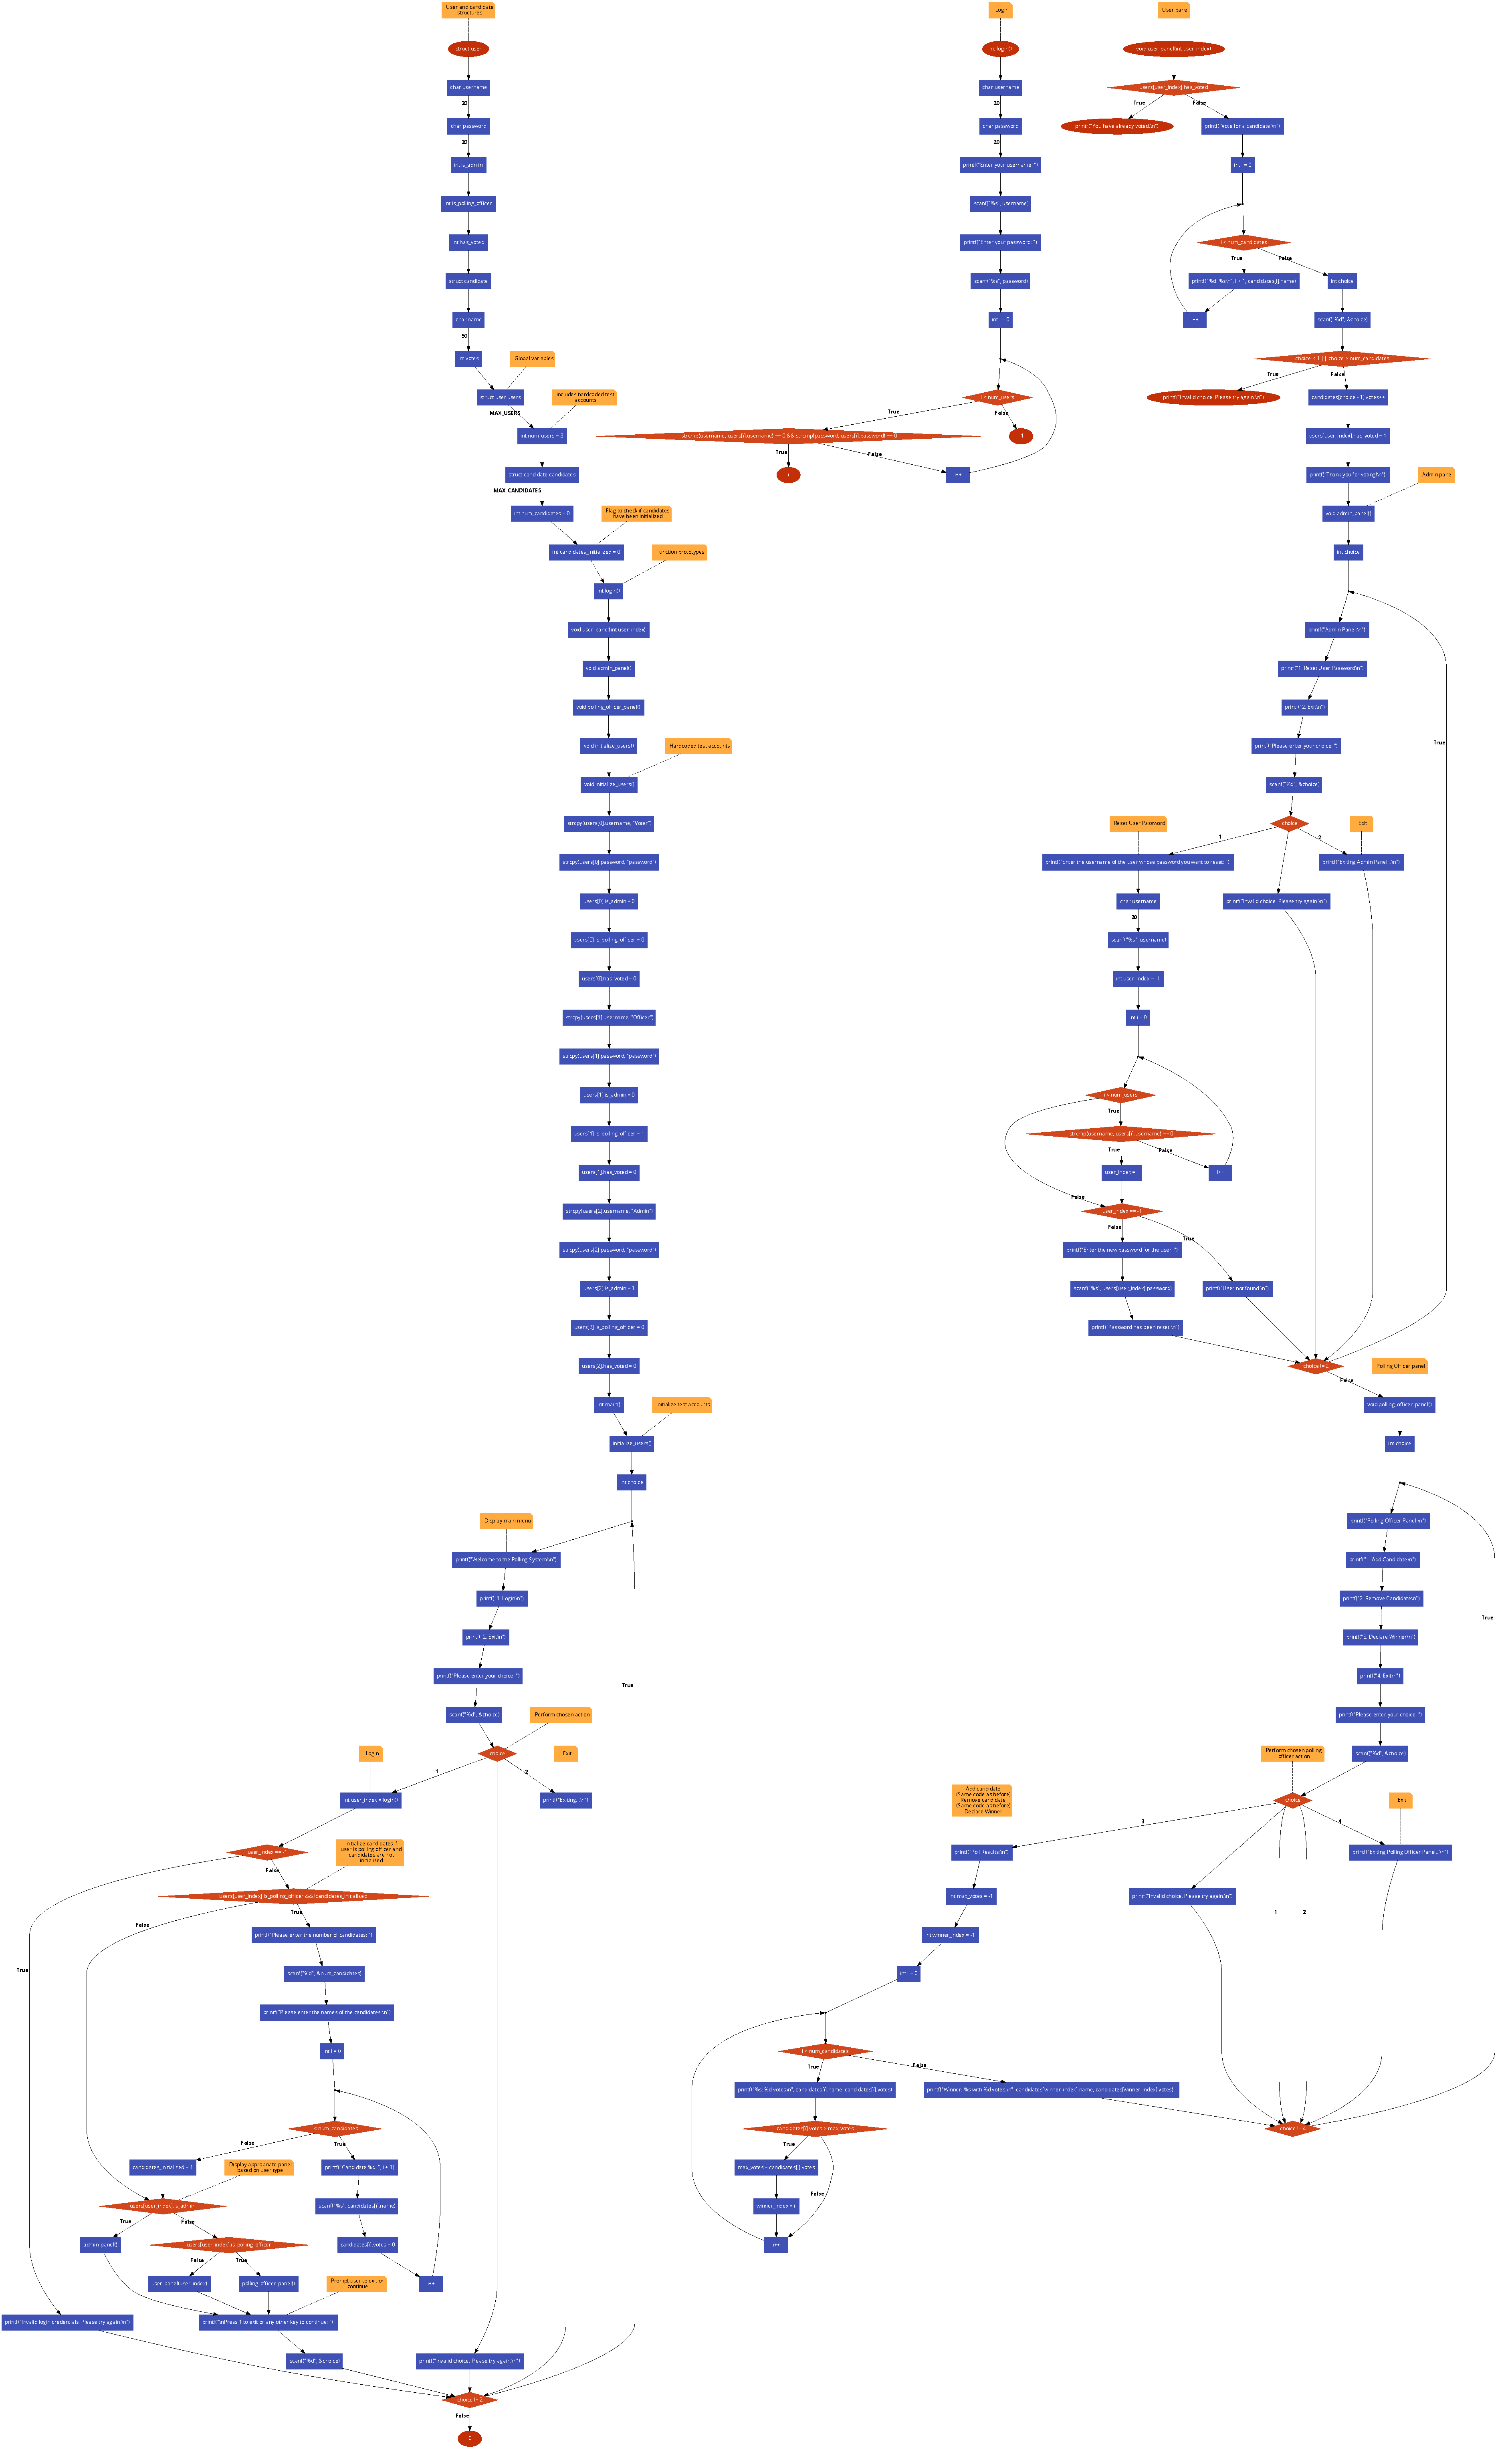 User and candidate
structures
struct user
char username
20
char password
20
int is_admin
int is_polling_officer
int has_voted
struct candidate
char name
50
int votes
Global variables
struct user users
MAX_USERS
includes hardcoded test
accounts
int num_users = 3
struct candidate candidates
MAX_CANDIDATES
int num_candidates = 0
Flag to check if candidates
have been initialized
int candidates_initialized = 0
Function prototypes
int login()
void user_panel(int user_index)
void admin_panel()
void polling_officer_panel()
void initialize_users()
Hardcoded test accounts
void initialize_users()
strcpy(users[0].username, "Voter")
strcpy(users[0].password, "password")
users[0].is_admin = 0
users[0].is_polling_officer = 0
users[0].has_voted = 0
strcpy(users[1].username, "Officer")
strcpy(users[1].password, "password")
users[1].is_admin = 0
users[1].is_polling_officer = 1
users[1].has_voted = 0
strcpy(users[2].username, "Admin")
strcpy(users[2].password, "password")
users[2].is_admin = 1
users[2].is_polling_officer = 0
users[2].has_voted = 0
int main()
Initialize test accounts
initialize_users()
int choice
Display main menu
printf("Welcome to the Polling System!\n")
printf("1. Login\n")
printf("2. Exit\n")
printf("Please enter your choice: ")
True
scanf("%d", &choice)
Perform chosen action
choice
Login
Exit
1
2
int user_index = login()
printf("Exiting...\n")
user_index == -1
Initialize candidates if
user is polling officer and
candidates are not
initialized
False
users[user_index].is_polling_officer && !candidates_initialized
True
False
printf("Please enter the number of candidates: ")
True
scanf("%d", &num_candidates)
printf("Please enter the names of the candidates:\n")
int i = 0
i < num_candidates
False
True
candidates_initialized = 1
Display appropriate panel
based on user type
printf("Candidate %d: ", i + 1)
users[user_index].is_admin
scanf("%s", candidates[i].name)
True
False
admin_panel()
users[user_index].is_polling_officer
candidates[i].votes = 0
False
True
user_panel(user_index)
polling_officer_panel()
Prompt user to exit or
continue
i++
printf("Invalid login credentials. Please try again.\n")
printf("\nPress 1 to exit or any other key to continue: ")
scanf("%d", &choice)
printf("Invalid choice. Please try again.\n")
choice != 2
False
0
Login
int login()
char username
20
char password
20
printf("Enter your username: ")
scanf("%s", username)
printf("Enter your password: ")
scanf("%s", password)
int i = 0
i < num_users
True
False
strcmp(username, users[i].username) == 0 && strcmp(password, users[i].password) == 0
-1
True
False
i
i++
User panel
void user_panel(int user_index)
users[user_index].has_voted
True
False
printf("You have already voted.\n")
printf("Vote for a candidate:\n")
int i = 0
i < num_candidates
True
False
printf("%d. %s\n", i + 1, candidates[i].name)
int choice
i++
scanf("%d", &choice)
choice < 1 || choice > num_candidates
True
False
printf("Invalid choice. Please try again.\n")
candidates[choice - 1].votes++
users[user_index].has_voted = 1
printf("Thank you for voting!\n")
Admin panel
void admin_panel()
int choice
printf("Admin Panel:\n")
printf("1. Reset User Password\n")
printf("2. Exit\n")
printf("Please enter your choice: ")
True
scanf("%d", &choice)
Reset User Password
choice
Exit
1
2
printf("Enter the username of the user whose password you want to reset: ")
printf("Exiting Admin Panel...\n")
char username
20
printf("Invalid choice. Please try again.\n")
scanf("%s", username)
int user_index = -1
int i = 0
i < num_users
True
strcmp(username, users[i].username) == 0
True
False
user_index = i
i++
False
user_index == -1
False
True
printf("Enter the new password for the user: ")
scanf("%s", users[user_index].password)
printf("User not found.\n")
printf("Password has been reset.\n")
choice != 2
False
Polling Officer panel
void polling_officer_panel()
int choice
printf("Polling Officer Panel:\n")
printf("1. Add Candidate\n")
printf("2. Remove Candidate\n")
True
printf("3. Declare Winner\n")
printf("4. Exit\n")
printf("Please enter your choice: ")
scanf("%d", &choice)
Perform chosen polling
officer action
choice
Exit
Add candidate
(Same code as before)
Remove candidate
(Same code as before)
Declare Winner
3
4
printf("Poll Results:\n")
printf("Exiting Polling Officer Panel...\n")
int max_votes = -1
printf("Invalid choice. Please try again.\n")
1
2
int winner_index = -1
int i = 0
i < num_candidates
True
False
printf("%s: %d votes\n", candidates[i].name, candidates[i].votes)
printf("Winner: %s with %d votes.\n", candidates[winner_index].name, candidates[winner_index].votes)
candidates[i].votes > max_votes
choice != 4
True
max_votes = candidates[i].votes
False
winner_index = i
i++